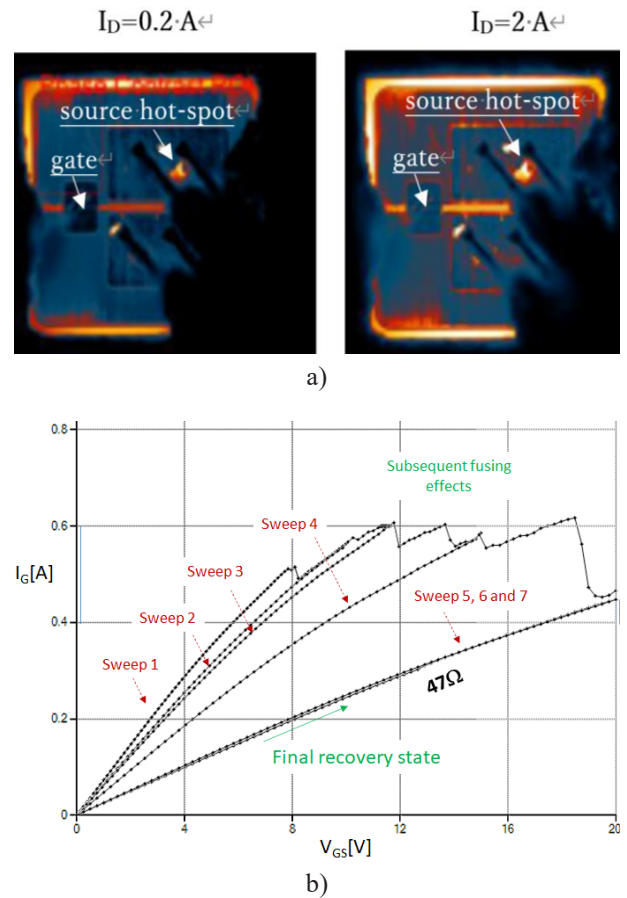 I_D=0.2·A↵
I_D=2·A↵
source·hot-spot↵
gate↵
source·hot-spot↵
gate↵
a)
0.8
0.6
0.4
0.2
0
I_G[A]
Subsequent fusing
effects
Sweep 4
Sweep 3
Sweep 2
Sweep 1
Sweep 5, 6 and 7
47Ω
Final recovery state
0
4
8
12
16
20
V_GS[V]
b)